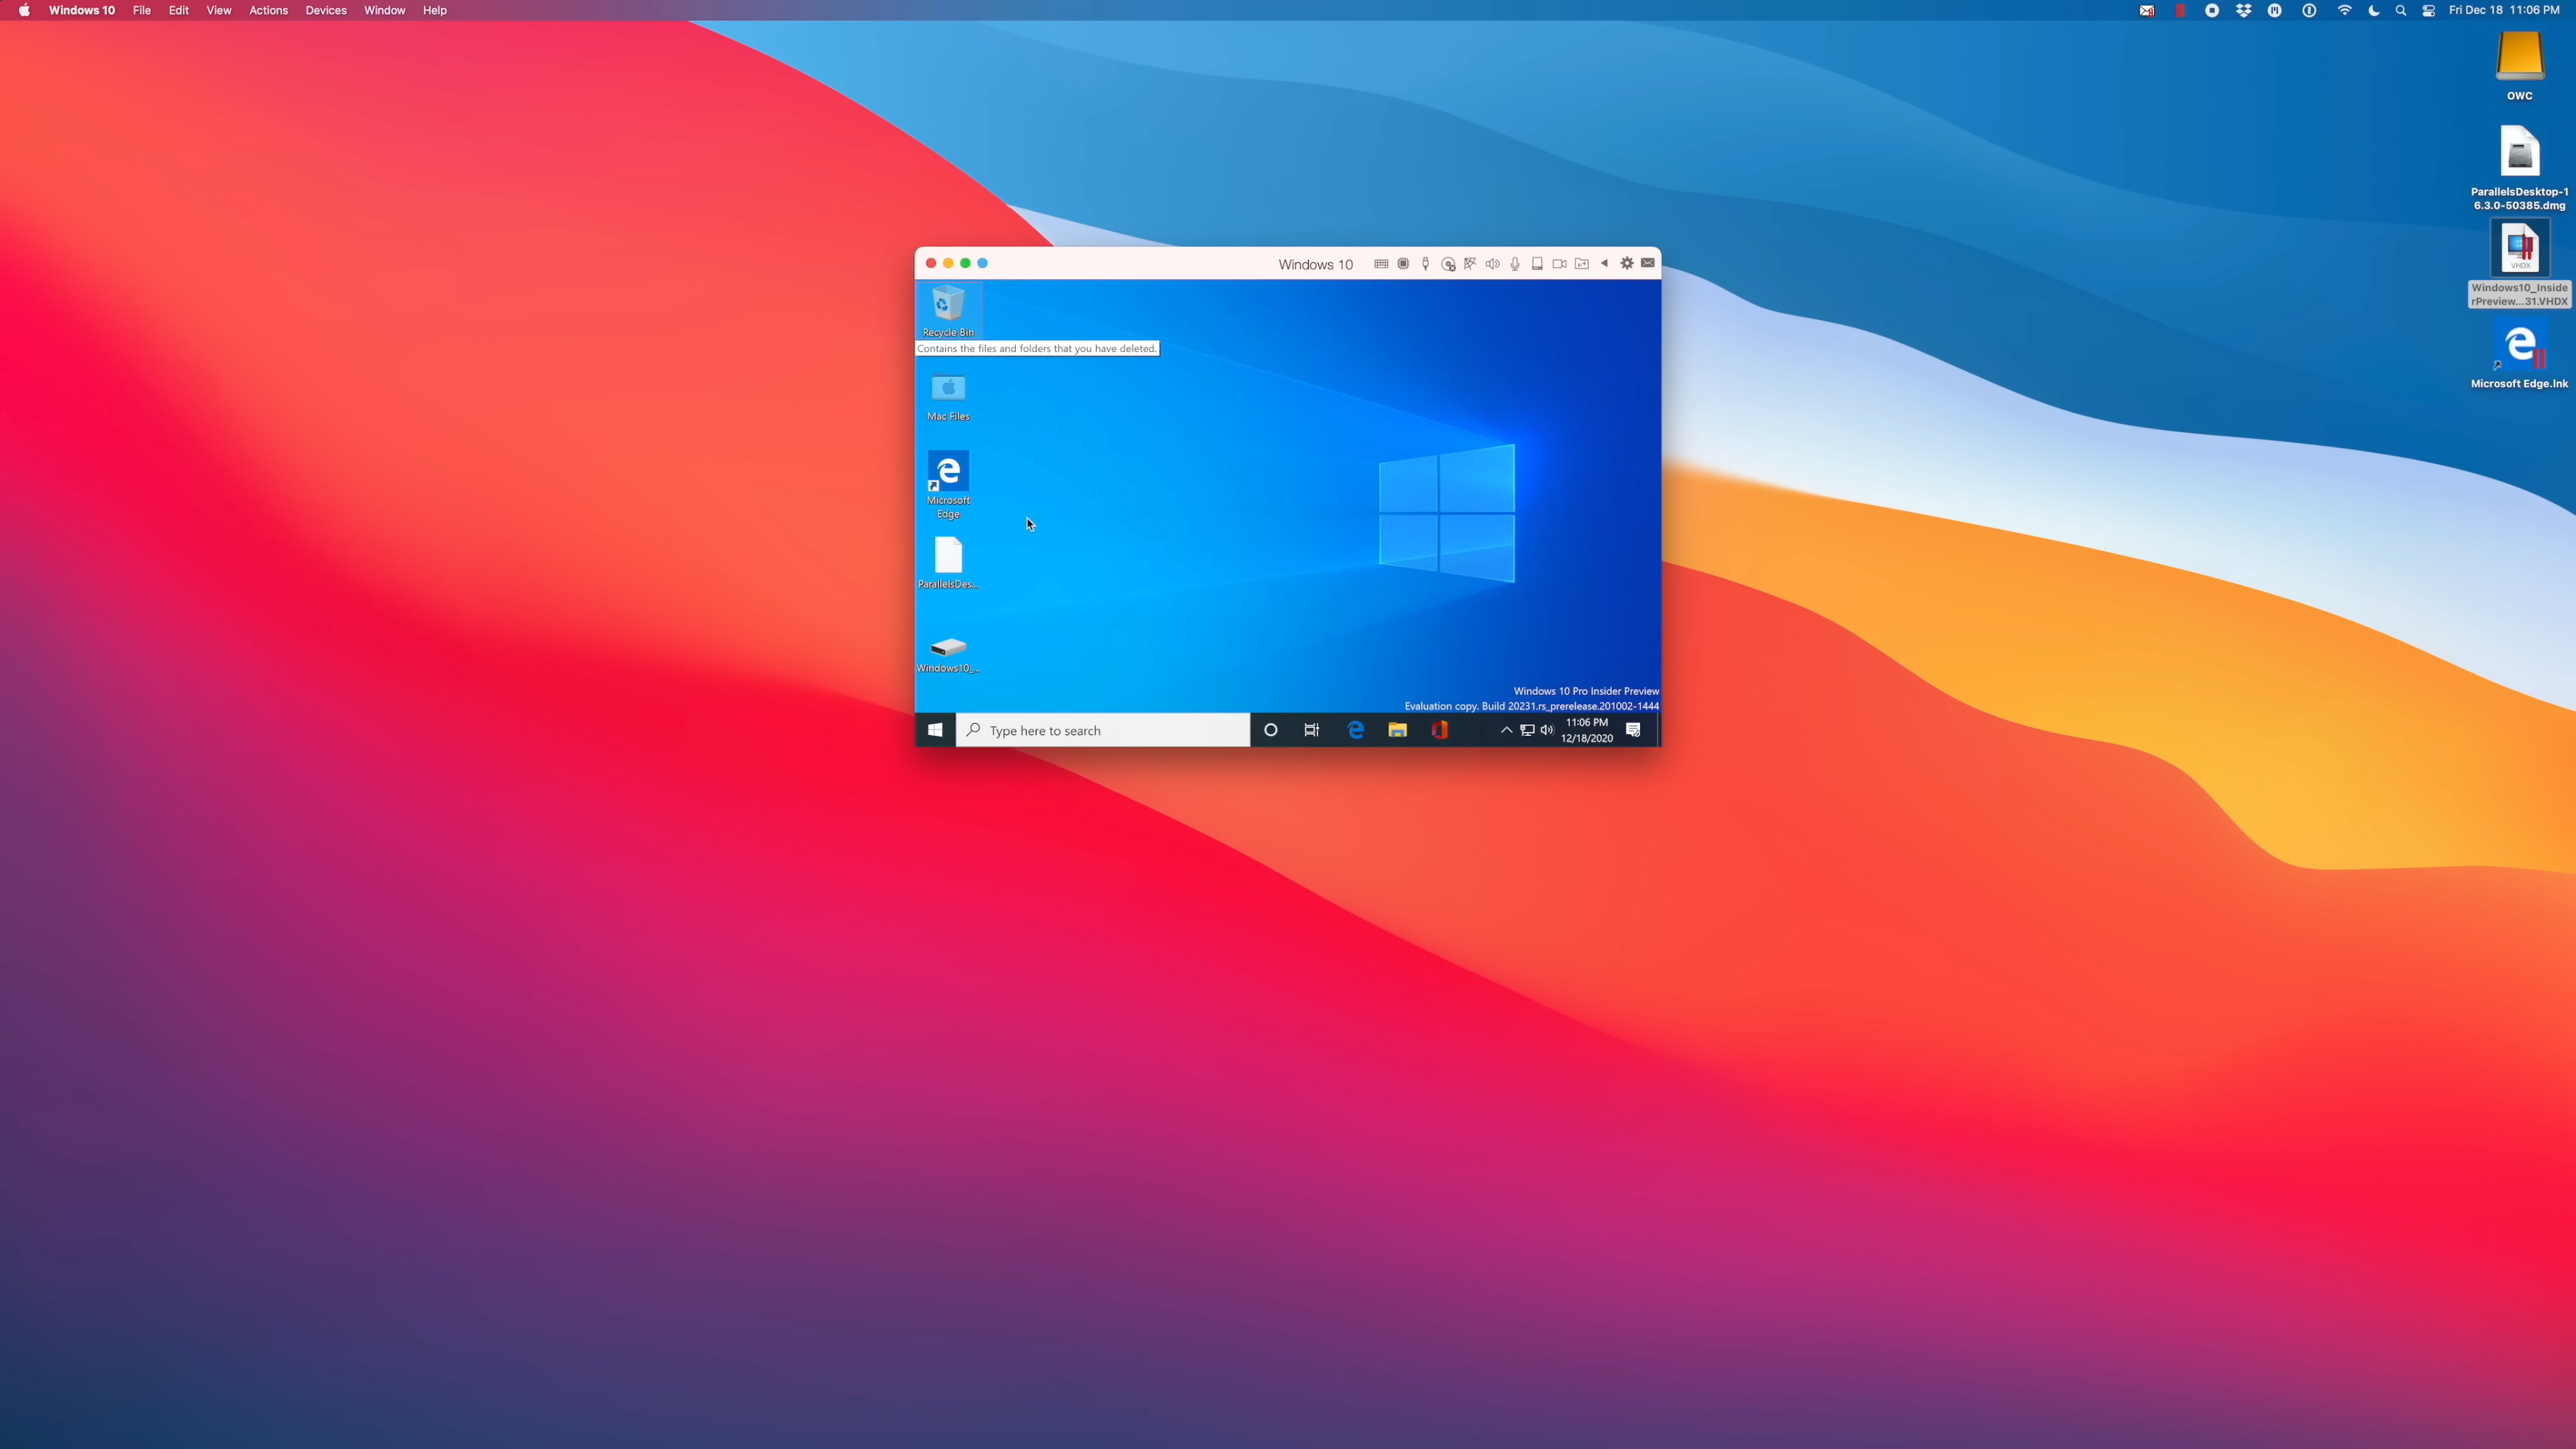 Windows 10 File Edit View Actions Devices Window Help
Fri Dec 18 11:06 PM
OWC
ParallelsDesktop-1
6.3.0-50385.dmg
VHDX
Windows10_Inside
rPreview...31.VHDX
Microsoft Edge.lnk
Windows 10
Recycle Bin
Contains the files and folders that you have deleted.
Mac Files
Microsoft
Edge
ParallelsDes...
Windows10_...
Windows 10 Pro Insider Preview
Evaluation copy. Build 20231.rs_prerelease.201002-1444
Type here to search
11:06 PM
12/18/2020